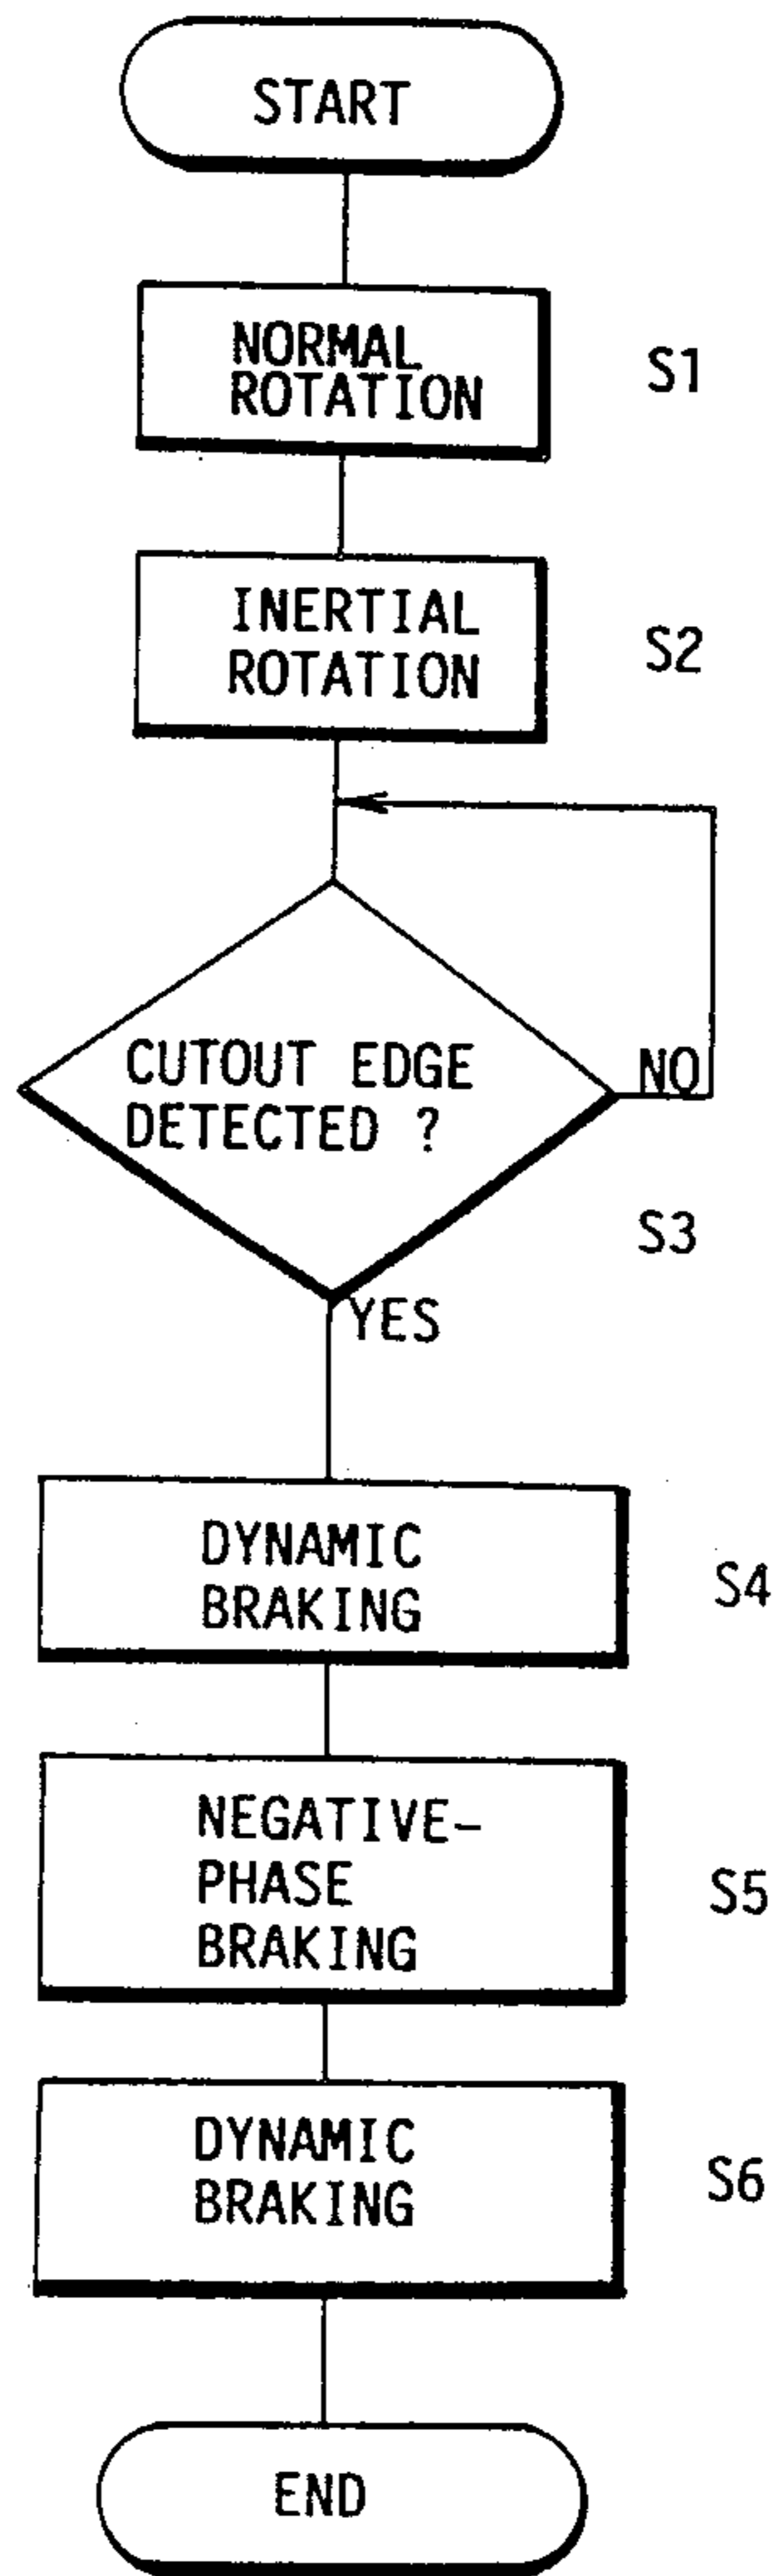 START
NORMAL
ROTATION
S1
INERTIAL
ROTATION
S2
CUTOUT EDGE
DETECTED ?
NO
S3
YES
DYNAMIC
BRAKING
S4
NEGATIVE-
PHASE
BRAKING
S5
DYNAMIC
BRAKING
S6
END